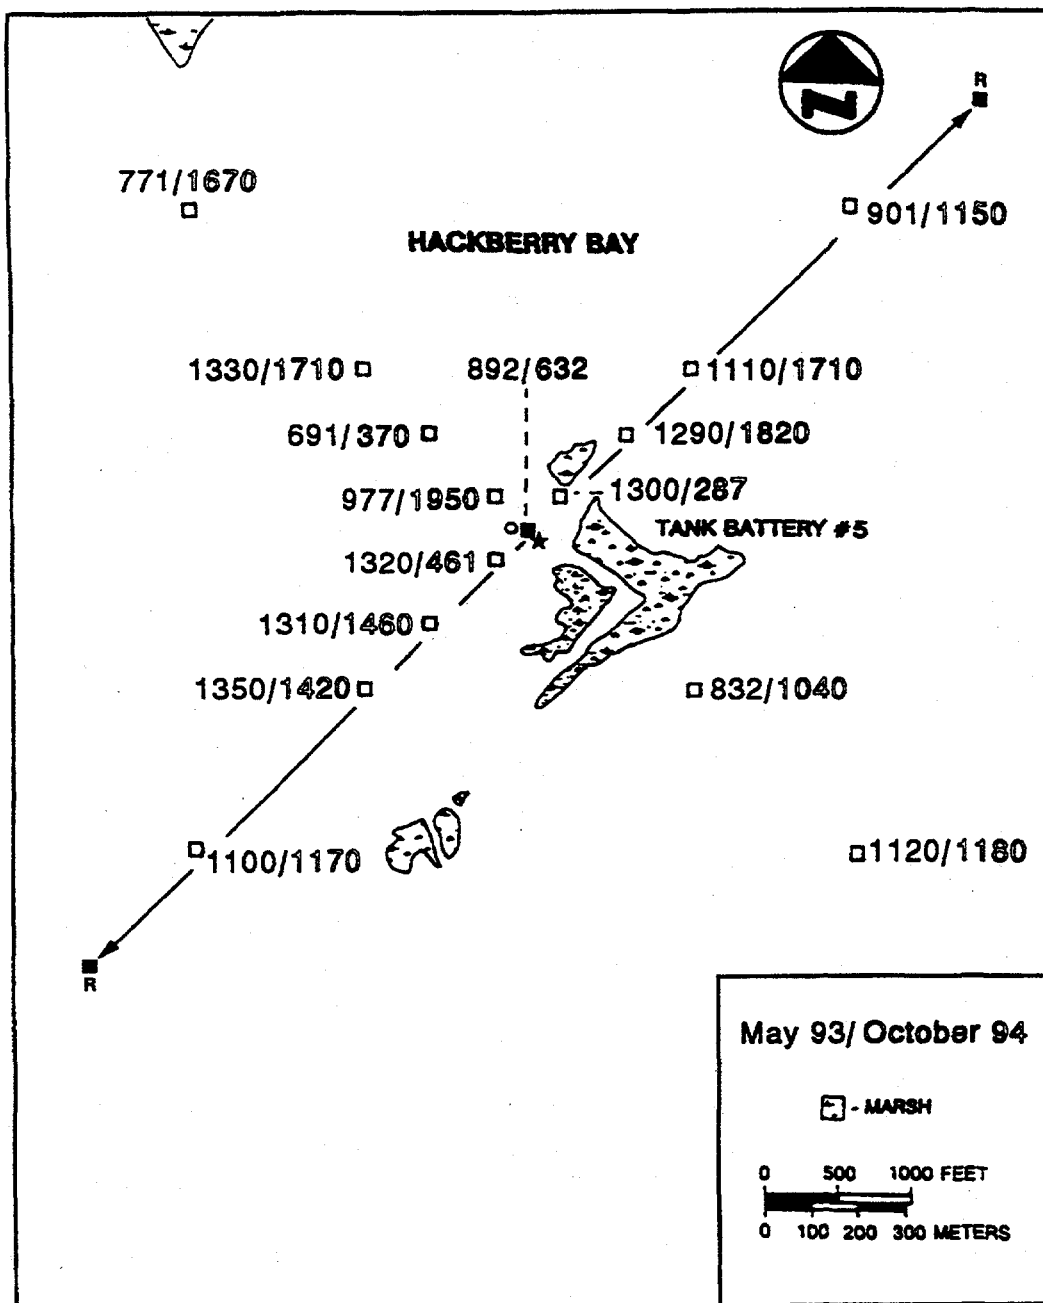 N
R
771/1670
901/1150
HACKBERRY BAY
1330/1710
892/632
1110/1710
691/370
1290/1820
977/1950
1300/287
TANK BATTERY #5
1320/461
1310/1460
1350/1420
832/1040
1100/1170
1120/1180
R
May 93/October 94
- MARSH
0 500 1000 FEET
0 100 200 300 METERS